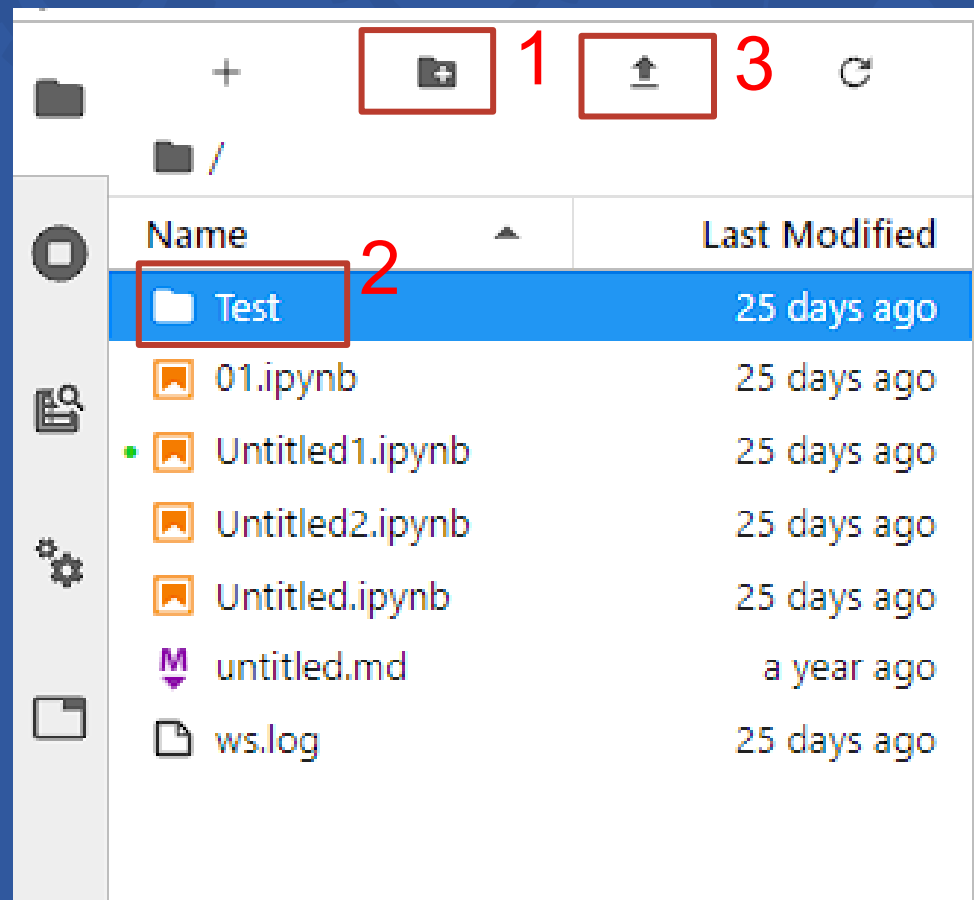 1 3
/
Name Last Modified
2
Test 25 days ago
01.ipynb 25 days ago
Untitled1.ipynb 25 days ago
Untitled2.ipynb 25 days ago
Untitled.ipynb 25 days ago
M untitled.md a year ago
ws.log 25 days ago